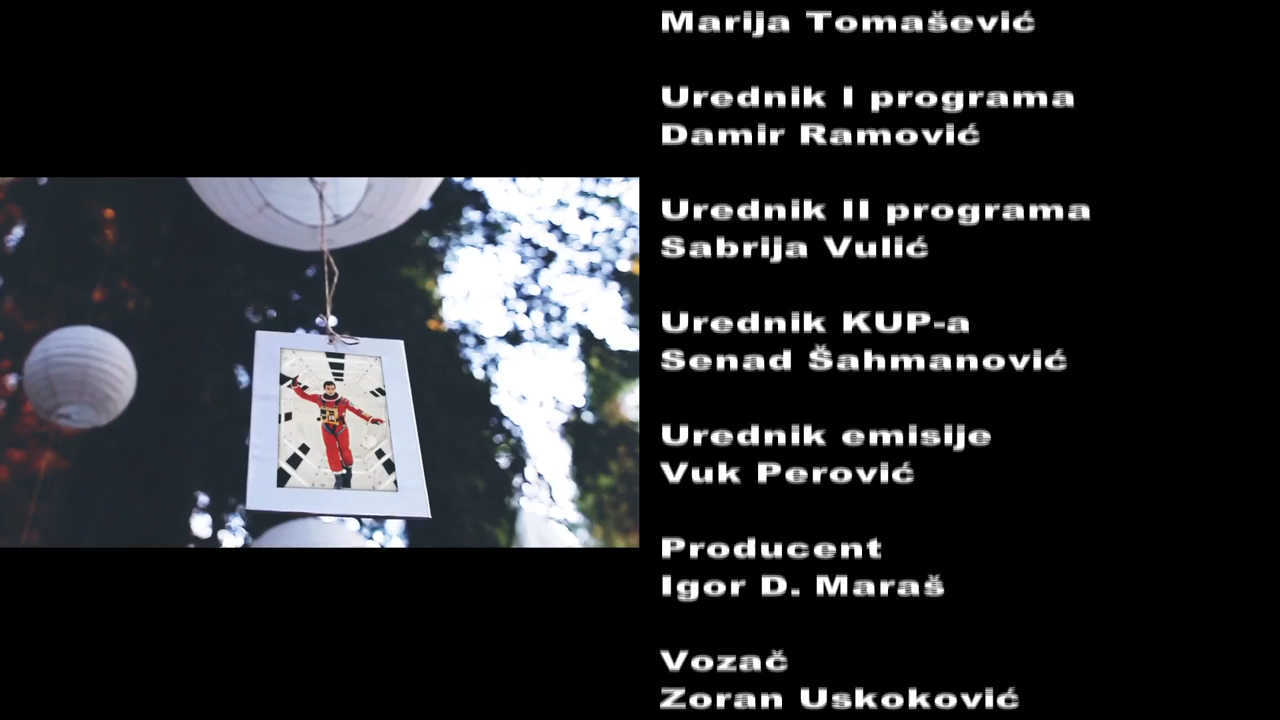 Marija Tomašević
Urednik I programa
Damir Ramović
Urednik II programa
Sabrija Vulić
Urednik KUP-a
Senad Šahmanović
Urednik emisije
Vuk Perović
Producent
Igor D. Maraš
Vozač
Zoran Uskoković